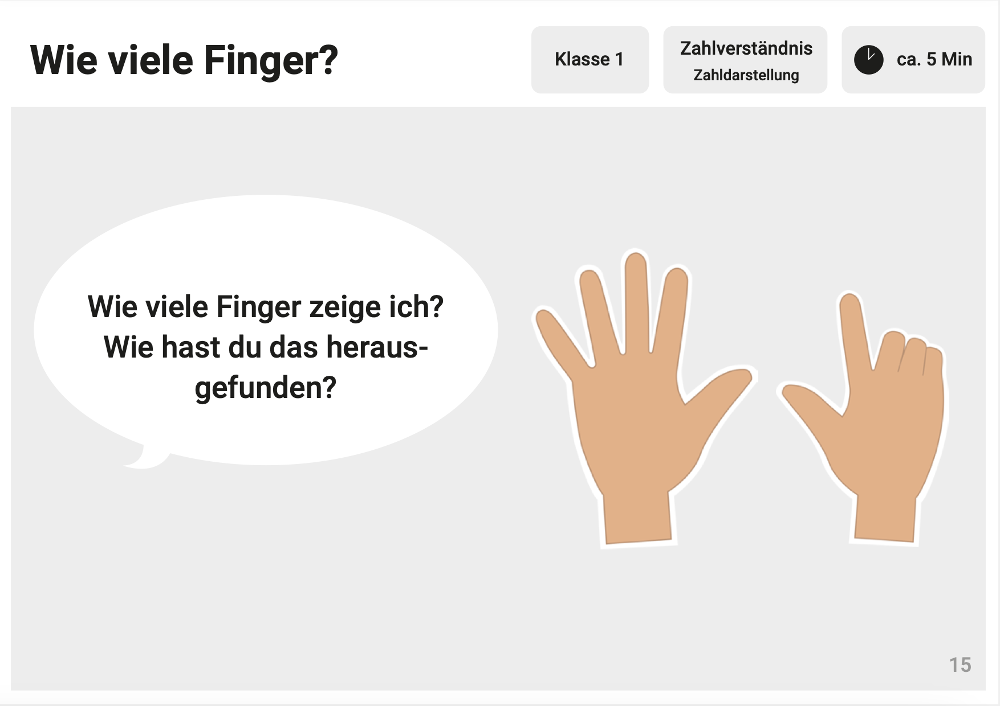 Wie viele Finger?
Klasse 1
Zahlverständnis
Zahldarstellung
ca. 5 Min
Wie viele Finger zeige ich?
Wie hast du das heraus-
gefunden?
15